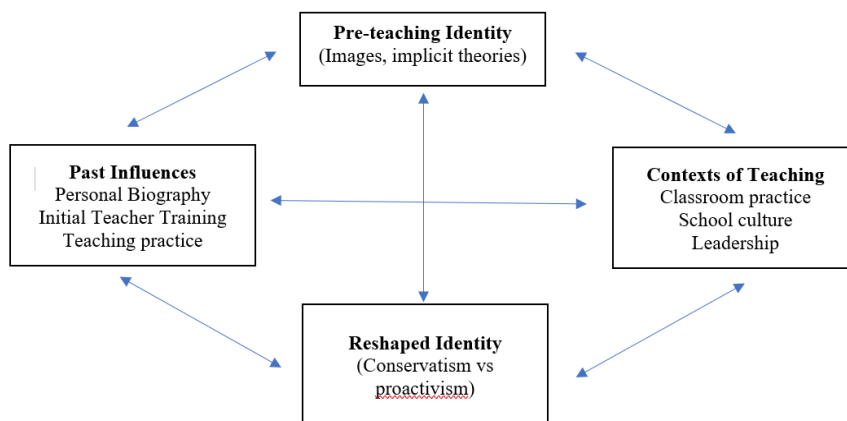 Pre-teaching Identity
(Images, implicit theories)
Past Influences
Personal Biography
Initial Teacher Training
Teaching practice
Contexts of Teaching
Classroom practice
School culture
Leadership
Reshaped Identity
(Conservatism vs
proactivism)